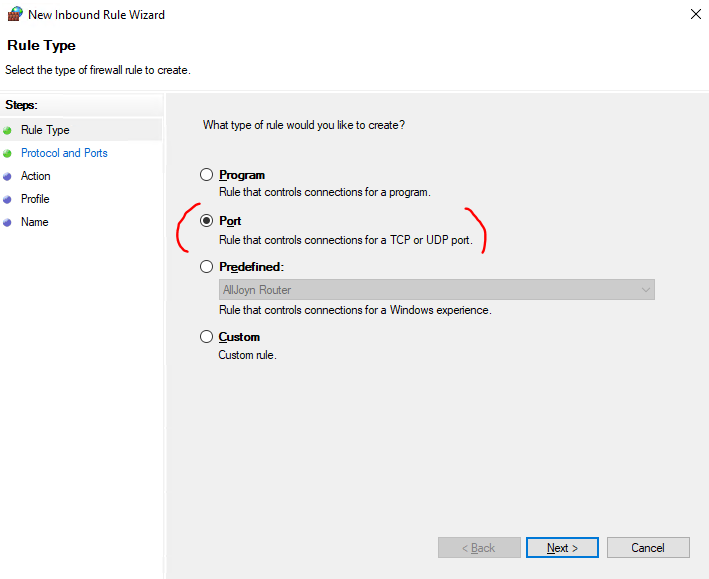 New Inbound Rule Wizard
Rule Type
Select the type of firewall rule to create.
Steps:
Rule Type
Protocol and Ports
Action
Profile
Name
What type of rule would you like to create?
Program
Rule that controls connections for a program.
Port
Rule that controls connections for a TCP or UDP port.
Predefined:
AllJoyn Router
Rule that controls connections for a Windows experience.
Custom
Custom rule.
< Back
Next >
Cancel